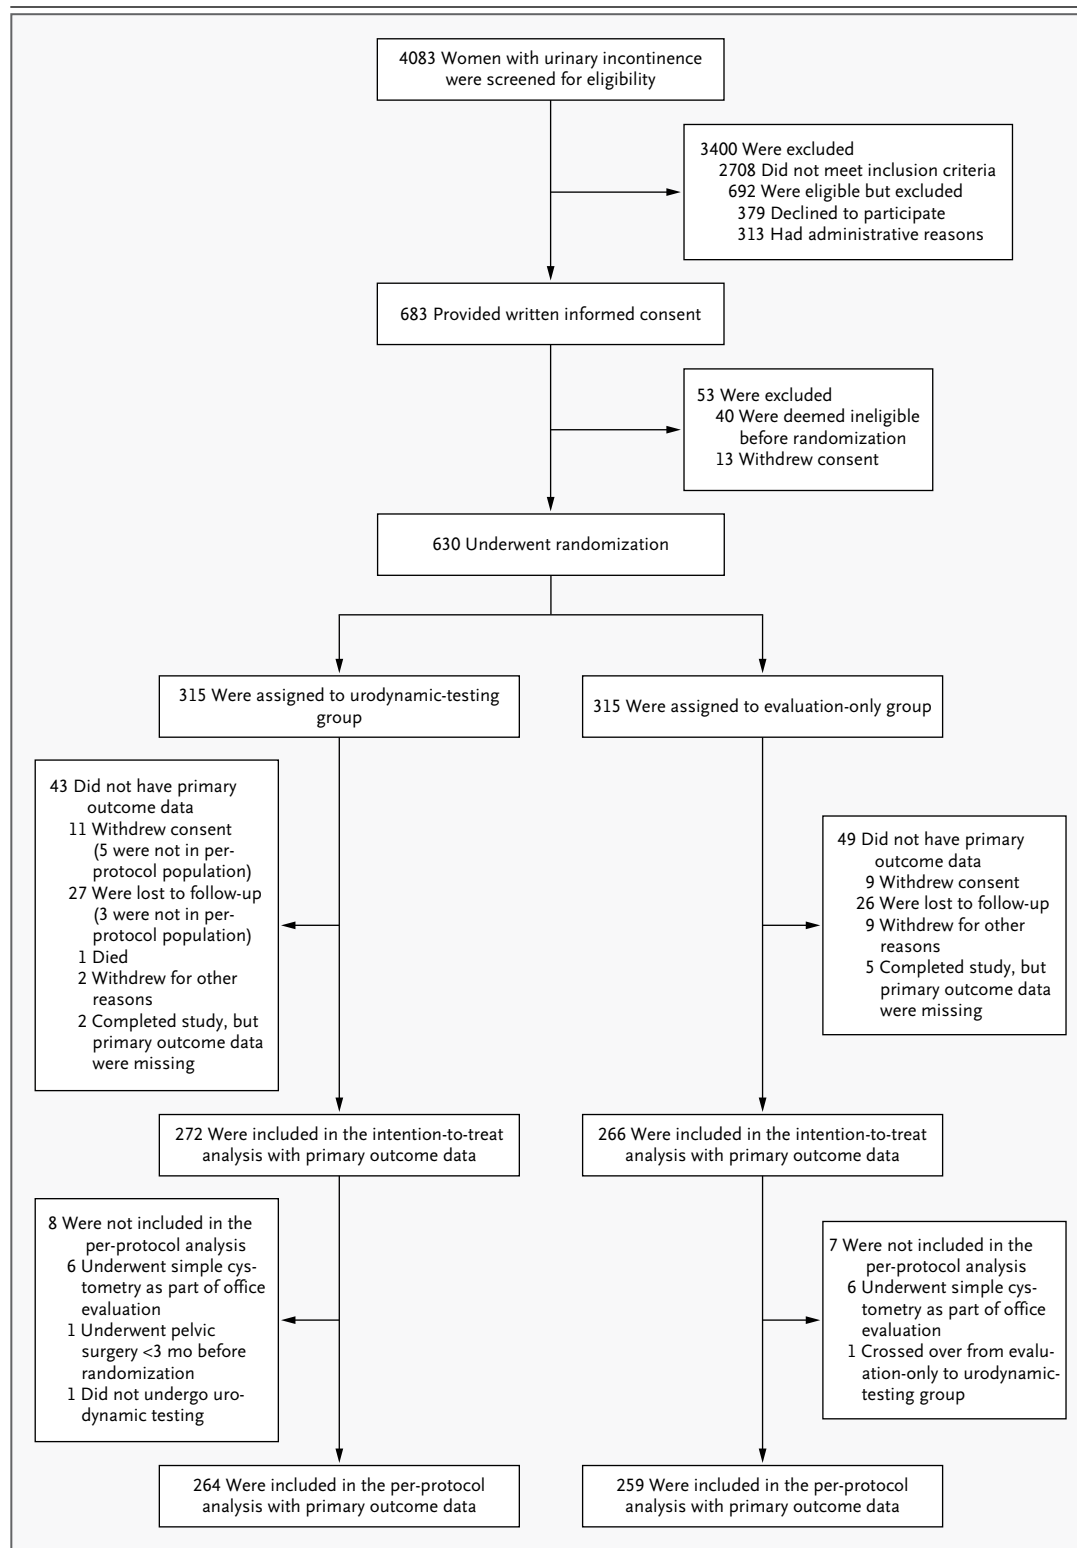 4083 Women with urinary incontinence
were screened for eligibility
3400 Were excluded
2708 Did not meet inclusion criteria
692 Were eligible but excluded
379 Declined to participate
313 Had administrative reasons
683 Provided written informed consent
53 Were excluded
40 Were deemed ineligible
before randomization
13 Withdrew consent
630 Underwent randomization
315 Were assigned to urodynamic-testing
group
315 Were assigned to evaluation-only group
43 Did not have primary
outcome data
11 Withdrew consent
(5 were not in per-
protocol population)
27 Were lost to follow-up
(3 were not in per-
protocol population)
1 Died
2 Withdrew for other
reasons
2 Completed study, but
primary outcome data
were missing
49 Did not have primary
outcome data
9 Withdrew consent
26 Were lost to follow-up
9 Withdrew for other
reasons
5 Completed study, but
primary outcome data
were missing
272 Were included in the intention-to-treat
analysis with primary outcome data
266 Were included in the intention-to-treat
analysis with primary outcome data
8 Were not included in the
per-protocol analysis
6 Underwent simple cys-
tometry as part of office
evaluation
1 Underwent pelvic
surgery <3 mo before
randomization
1 Did not undergo uro-
dynamic testing
7 Were not included in the
per-protocol analysis
6 Underwent simple cys-
tometry as part of office
evaluation
1 Crossed over from evalu-
ation-only to urodynamic-
testing group
264 Were included in the per-protocol
analysis with primary outcome data
259 Were included in the per-protocol
analysis with primary outcome data